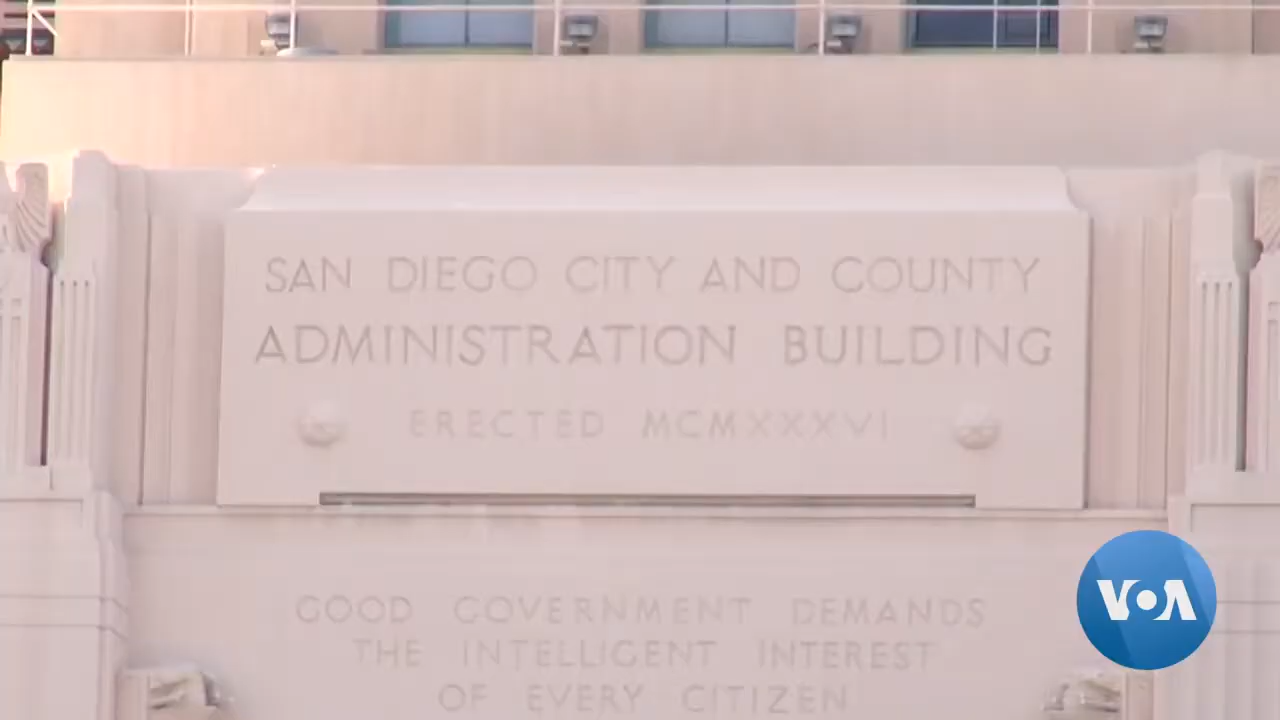 SAN DIEGO CITY AND COUNTY
ADMINISTRATION BUILDING
ERECTED MCMXXXVI
GOOD GOVERNMENT DEMANDS
THE INTELLIGENT INTEREST
OF EVERY CITIZEN
VOA